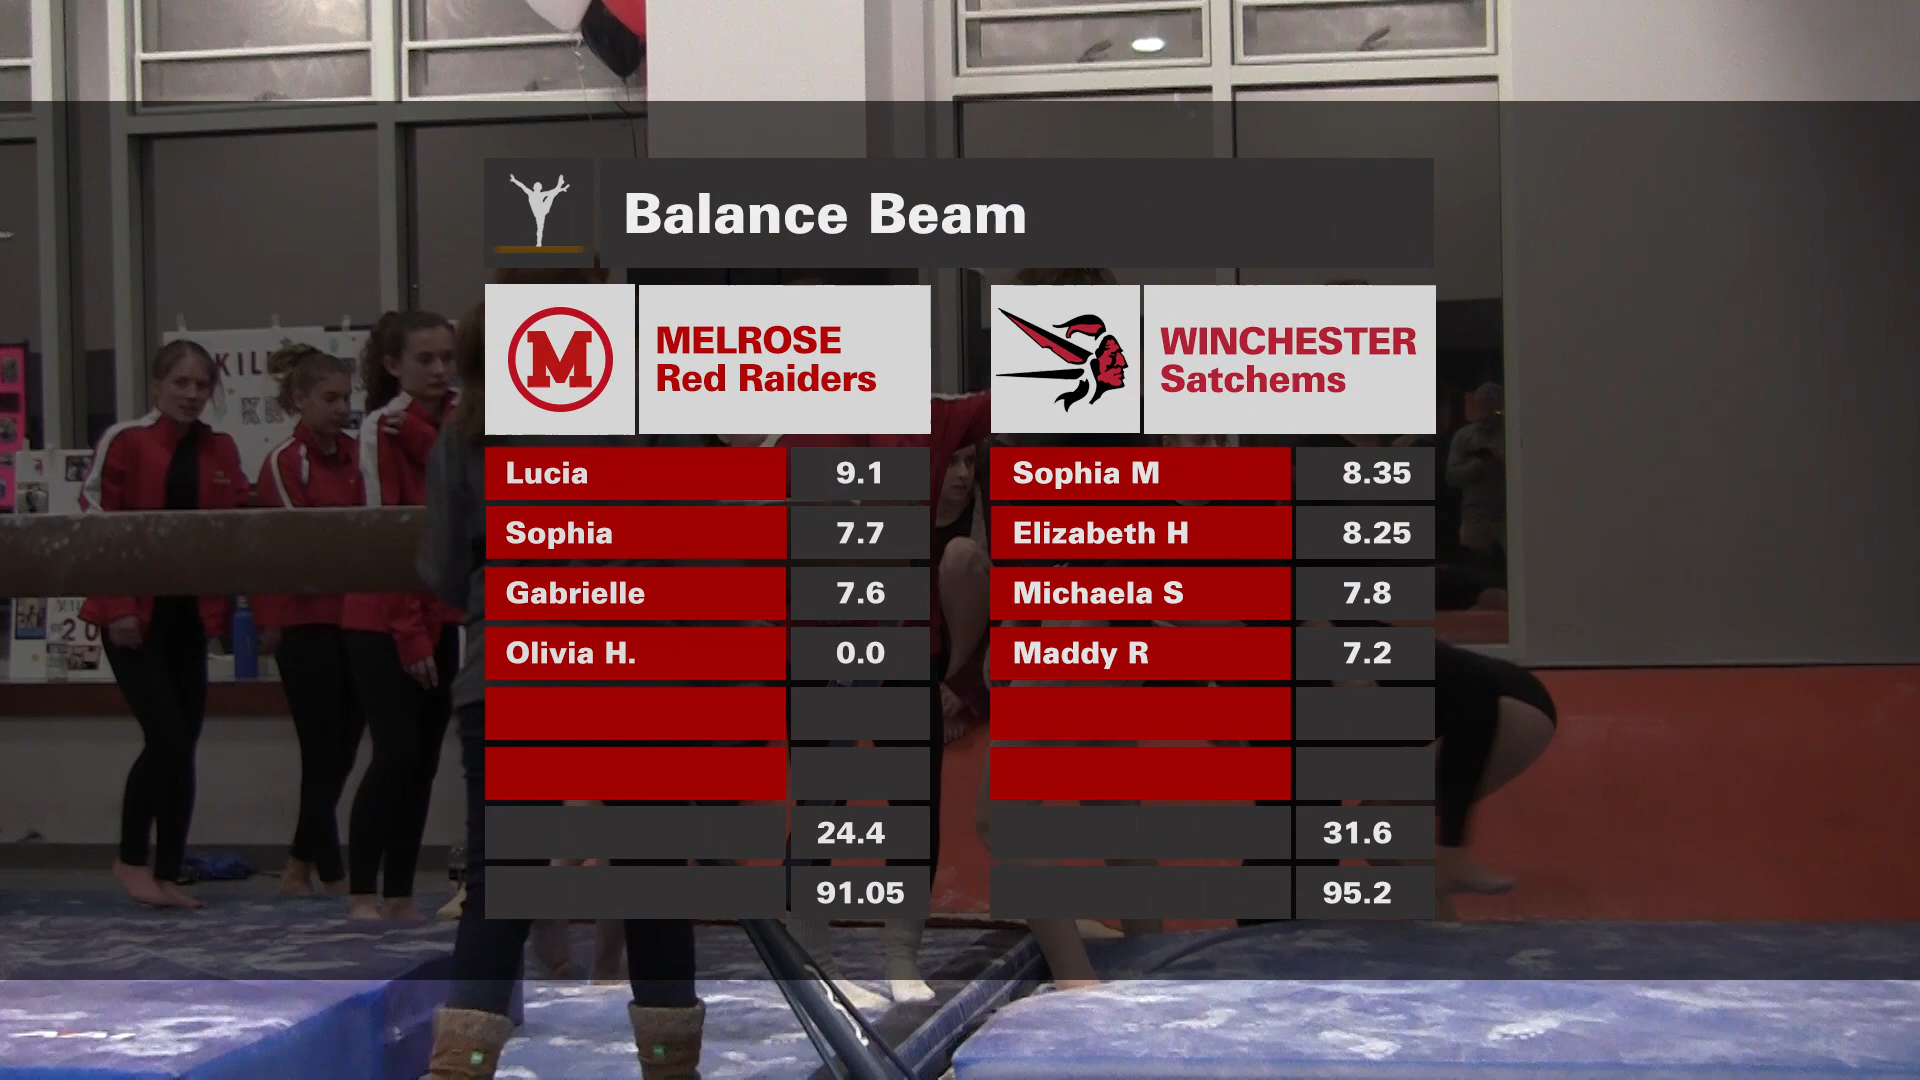 Balance Beam
M
MELROSE
Red Raiders
Lucia 9.1
Sophia 7.7
Gabrielle 7.6
Olivia H. 0.0
24.4
91.05
WINCHESTER
Satchems
Sophia M 8.35
Elizabeth H 8.25
Michaela S 7.8
Maddy R 7.2
31.6
95.2
KILL
20